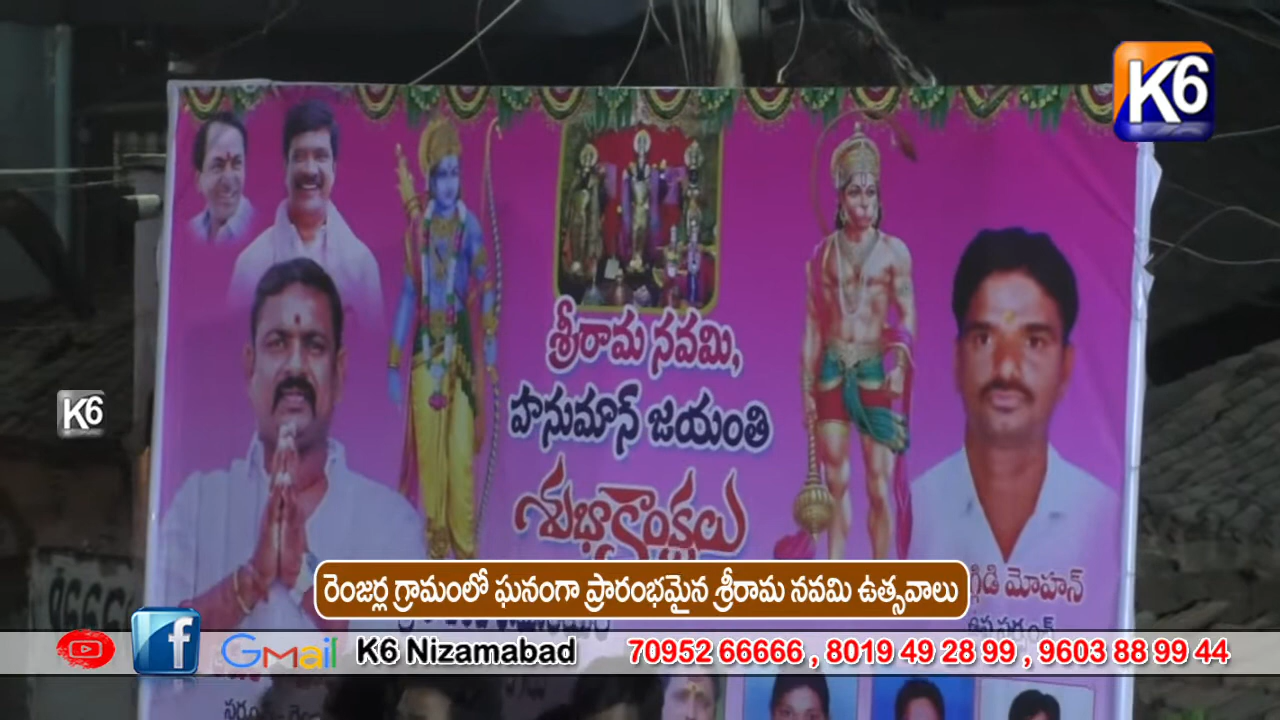 K6
శ్రీరామ నవమి,
హనుమాన్ జయంతి
శుభాకాంక్షలు
K6
రెంజర్ల గ్రామంలో ఘనంగా ప్రారంభమైన శ్రీరామ నవమి ఉత్సవాలు
మోహన్
Gmail K6 Nizamabad 70952 66666 , 8019 49 28 99 , 9603 88 99 44